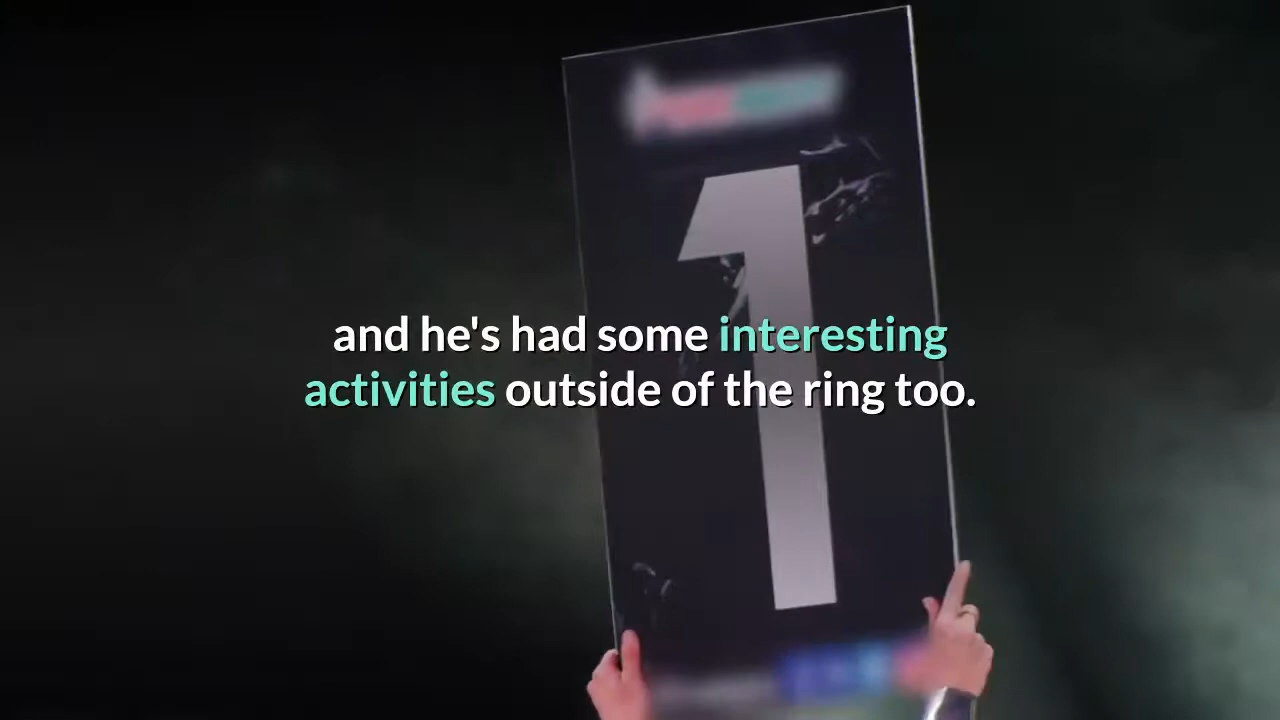 1
and he's had some interesting
activities outside of the ring too.